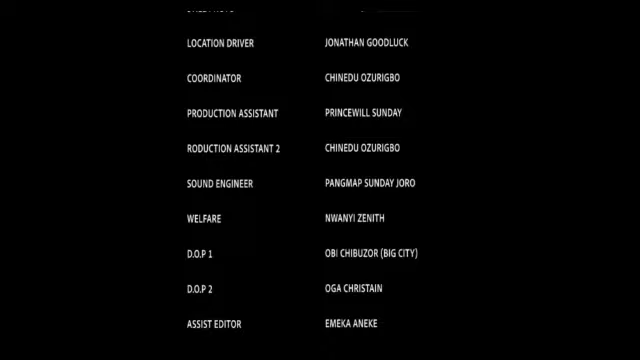 LOCATION DRIVER JONATHAN GOODLUCK
COORDINATOR CHINEDU OZURIGBO
PRODUCTION ASSISTANT PRINCEWILL SUNDAY
RODUCTION ASSISTANT 2 CHINEDU OZURIGBO
SOUND ENGINEER PANGMAP SUNDAY JORO
WELFARE NWANYI ZENITH
D.O.P 1 OBI CHIBUZOR (BIG CITY)
D.O.P 2 OGA CHRISTAIN
ASSIST EDITOR EMEKA ANEKE